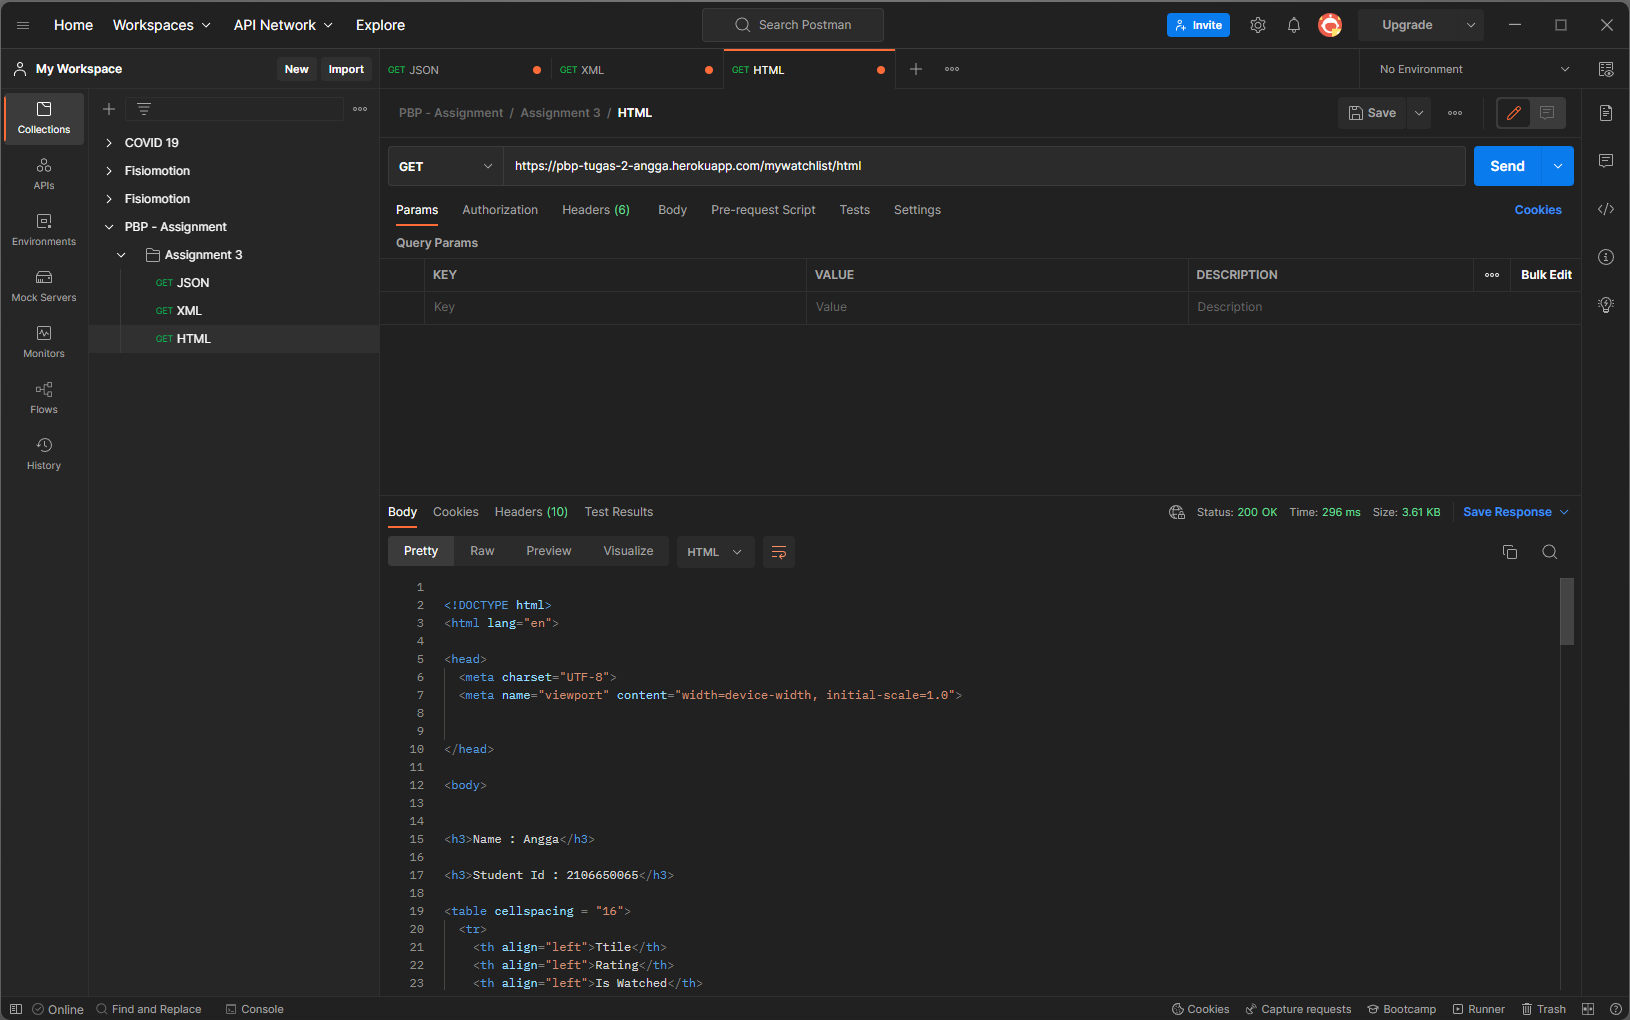 Home Workspaces API Network Explore Search Postman Invite Upgrade
My Workspace New Import GET JSON GET XML GET HTML No Environment
Collections
APIs
Environments
Mock Servers
Monitors
Flows
History
COVID 19
Fisiomotion
Fisiomotion
PBP - Assignment
Assignment 3
GET JSON
GET XML
GET HTML
PBP - Assignment / Assignment 3 / HTML Save
GET https://pbp-tugas-2-angga.herokuapp.com/mywatchlist/html Send
Params Authorization Headers (6) Body Pre-request Script Tests Settings Cookies
Query Params
KEY VALUE DESCRIPTION Bulk Edit
Key Value Description
Body Cookies Headers (10) Test Results Status: 200 OK Time: 296 ms Size: 3.61 KB Save Response
Pretty Raw Preview Visualize HTML
1
2 <!DOCTYPE html>
3 <html lang="en">
4
5 <head>
6 <meta charset="UTF-8">
7 <meta name="viewport" content="width=device-width, initial-scale=1.0">
8
9
10 </head>
11
12 <body>
13
14
15 <h3>Name : Angga</h3>
16
17 <h3>Student Id : 2106650065</h3>
18
19 <table cellspacing = "16">
20 <tr>
21 <th align="left">Ttile</th>
22 <th align="left">Rating</th>
23 <th align="left">Is Watched</th>
Online Find and Replace Console Cookies Capture requests Bootcamp Runner Trash